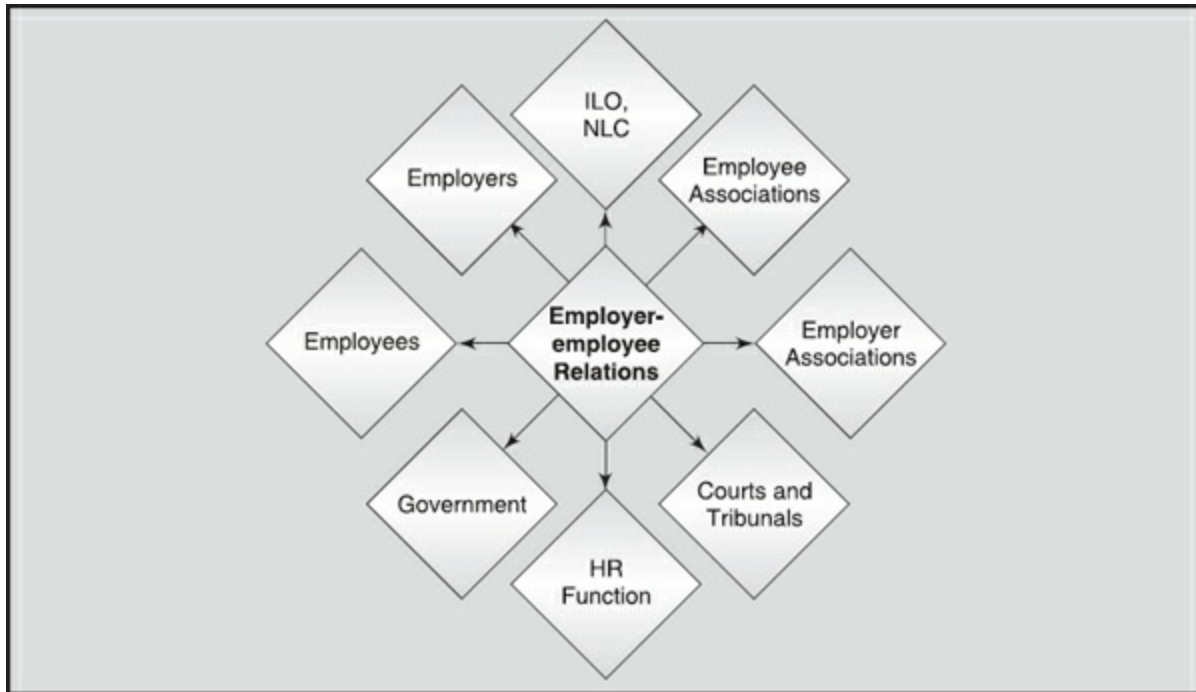 ILO,
NLC
Employers
Employee
Associations
Employees
Employer-
employee
Relations
Employer
Associations
Government
Courts and
Tribunals
HR
Function